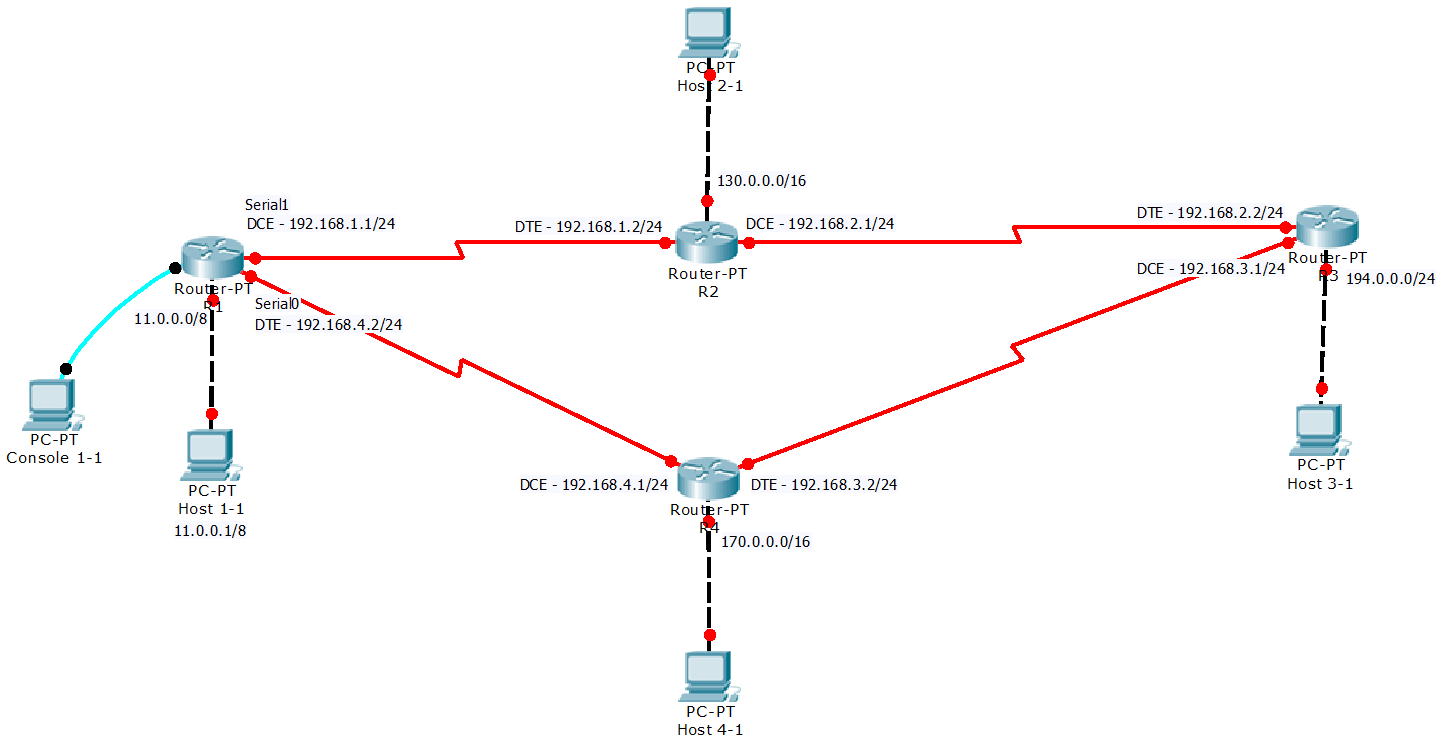 PC-PT
Host 2-1
130.0.0.0/16
Serial1
DCE - 192.168.1.1/24
DTE - 192.168.1.2/24
DCE - 192.168.2.1/24
DTE - 192.168.2.2/24
Router-PT
R2
Router-PT
R3
DCE - 192.168.3.1/24
194.0.0.0/24
Router-PT
R1
Serial0
DTE - 192.168.4.2/24
11.0.0.0/8
PC-PT
Console 1-1
PC-PT
Host 1-1
11.0.0.1/8
DCE - 192.168.4.1/24
DTE - 192.168.3.2/24
Router-PT
R4
170.0.0.0/16
PC-PT
Host 3-1
PC-PT
Host 4-1